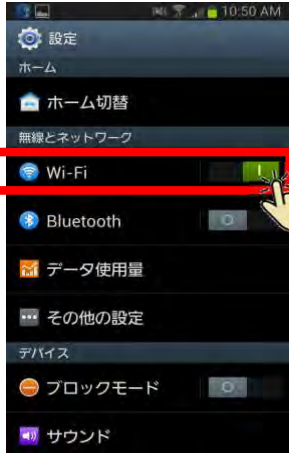 10:50 AM
設定
ホーム
ホーム切替
無線とネットワーク
Wi-Fi
Bluetooth
データ使用量
その他の設定
デバイス
ブロックモード
サウンド